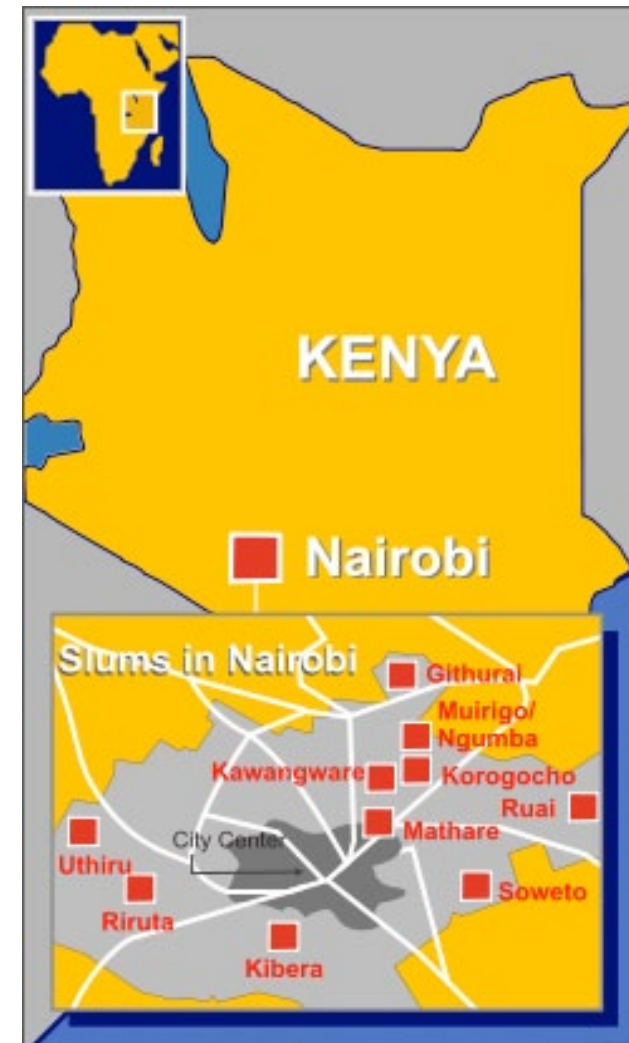 KENYA
Nairobi
Slums in Nairobi
Githurai
Muirigo/
Ngumba
Kawangware
Korogocho
Ruai
City Center
Mathare
Uthiru
Riruta
Soweto
Kibera